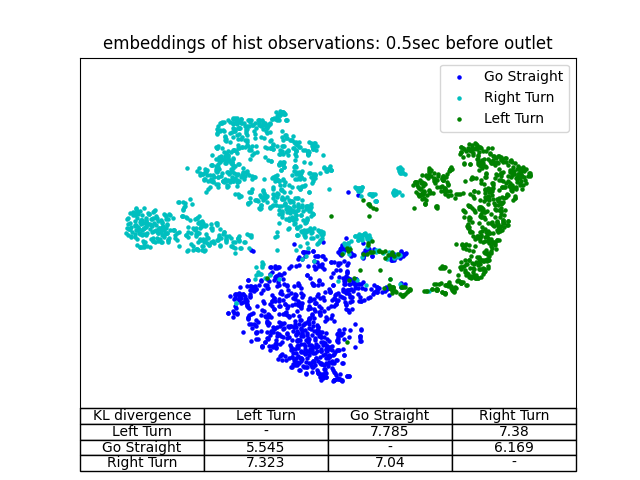 embeddings of hist observations: 0.5sec before outlet
Go Straight
Right Turn
Left Turn
KL divergence Left Turn Go Straight Right Turn
Left Turn - 7.785 7.38
Go Straight 5.545 - 6.169
Right Turn 7.323 7.04 -